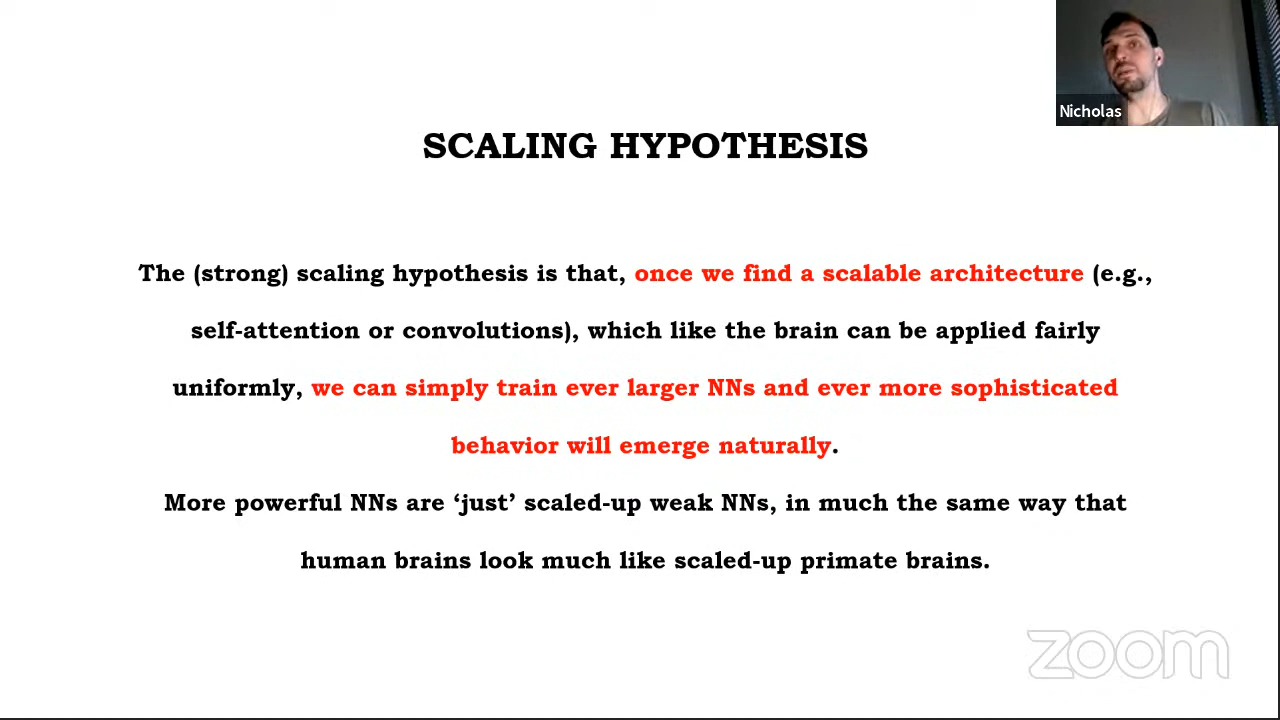 Nicholas
SCALING HYPOTHESIS
The (strong) scaling hypothesis is that, once we find a scalable architecture (e.g.,
self-attention or convolutions), which like the brain can be applied fairly
uniformly, we can simply train ever larger NNs and ever more sophisticated
behavior will emerge naturally.
More powerful NNs are ‘just’ scaled-up weak NNs, in much the same way that
human brains look much like scaled-up primate brains.
zoom